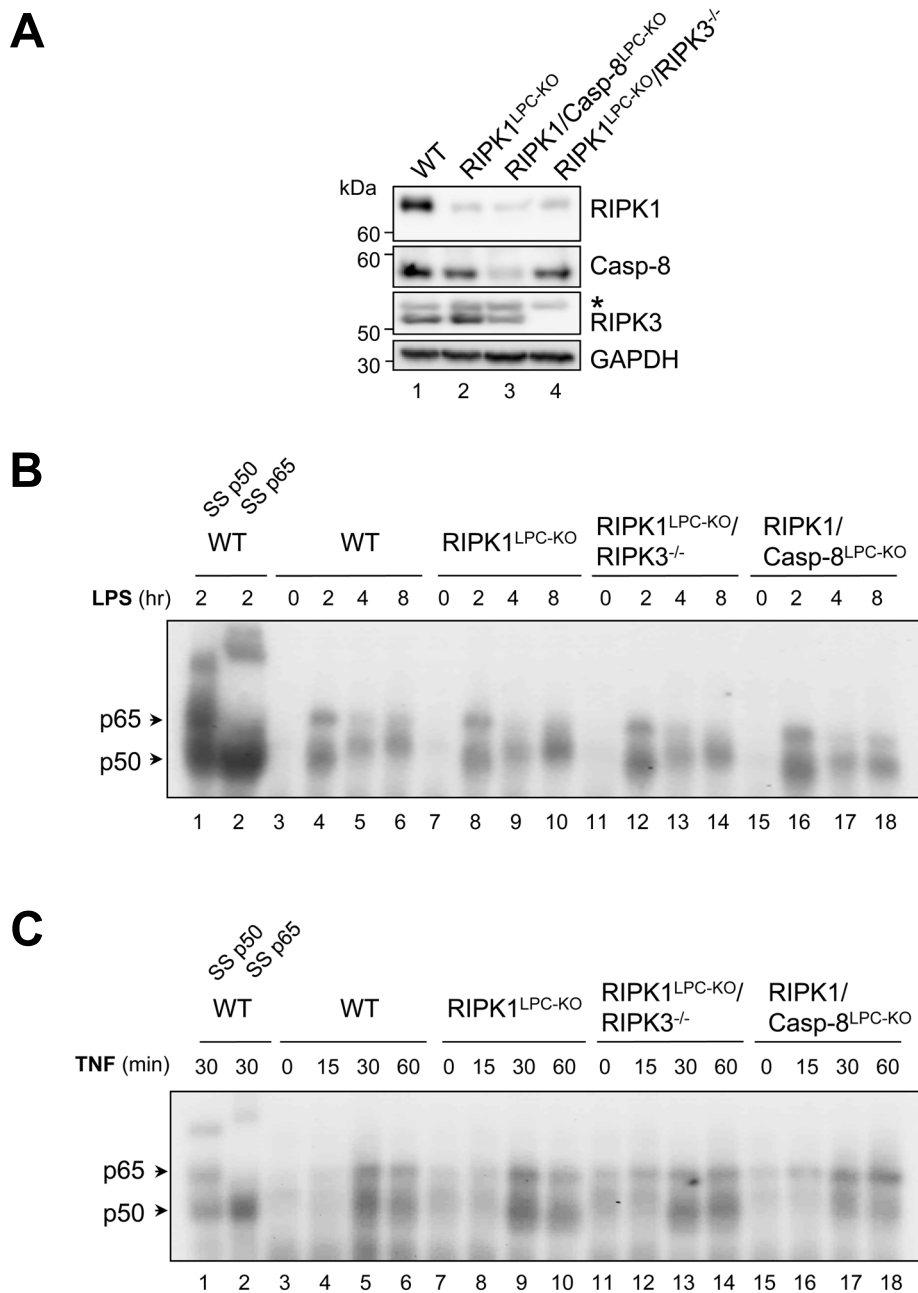 A
WT
RIPK1LPC-KO
RIPK1/Casp-8LPC-KO
RIPK1LPC-KO/RIPK3-/-
kDa
RIPK1
60
60
Casp-8
*
RIPK3
50
GAPDH
30
1 2 3 4
B
SS p50
SS p65
WT WT RIPK1LPC-KO RIPK1LPC-KO/ RIPK3-/- RIPK1/ Casp-8LPC-KO
LPS (hr) 2 2 0 2 4 8 0 2 4 8 0 2 4 8 0 2 4 8
p65
p50
1 2 3 4 5 6 7 8 9 10 11 12 13 14 15 16 17 18
C
SS p50
SS p65
WT WT RIPK1LPC-KO RIPK1LPC-KO/ RIPK3-/- RIPK1/ Casp-8LPC-KO
TNF (min) 30 30 0 15 30 60 0 15 30 60 0 15 30 60 0 15 30 60
p65
p50
1 2 3 4 5 6 7 8 9 10 11 12 13 14 15 16 17 18